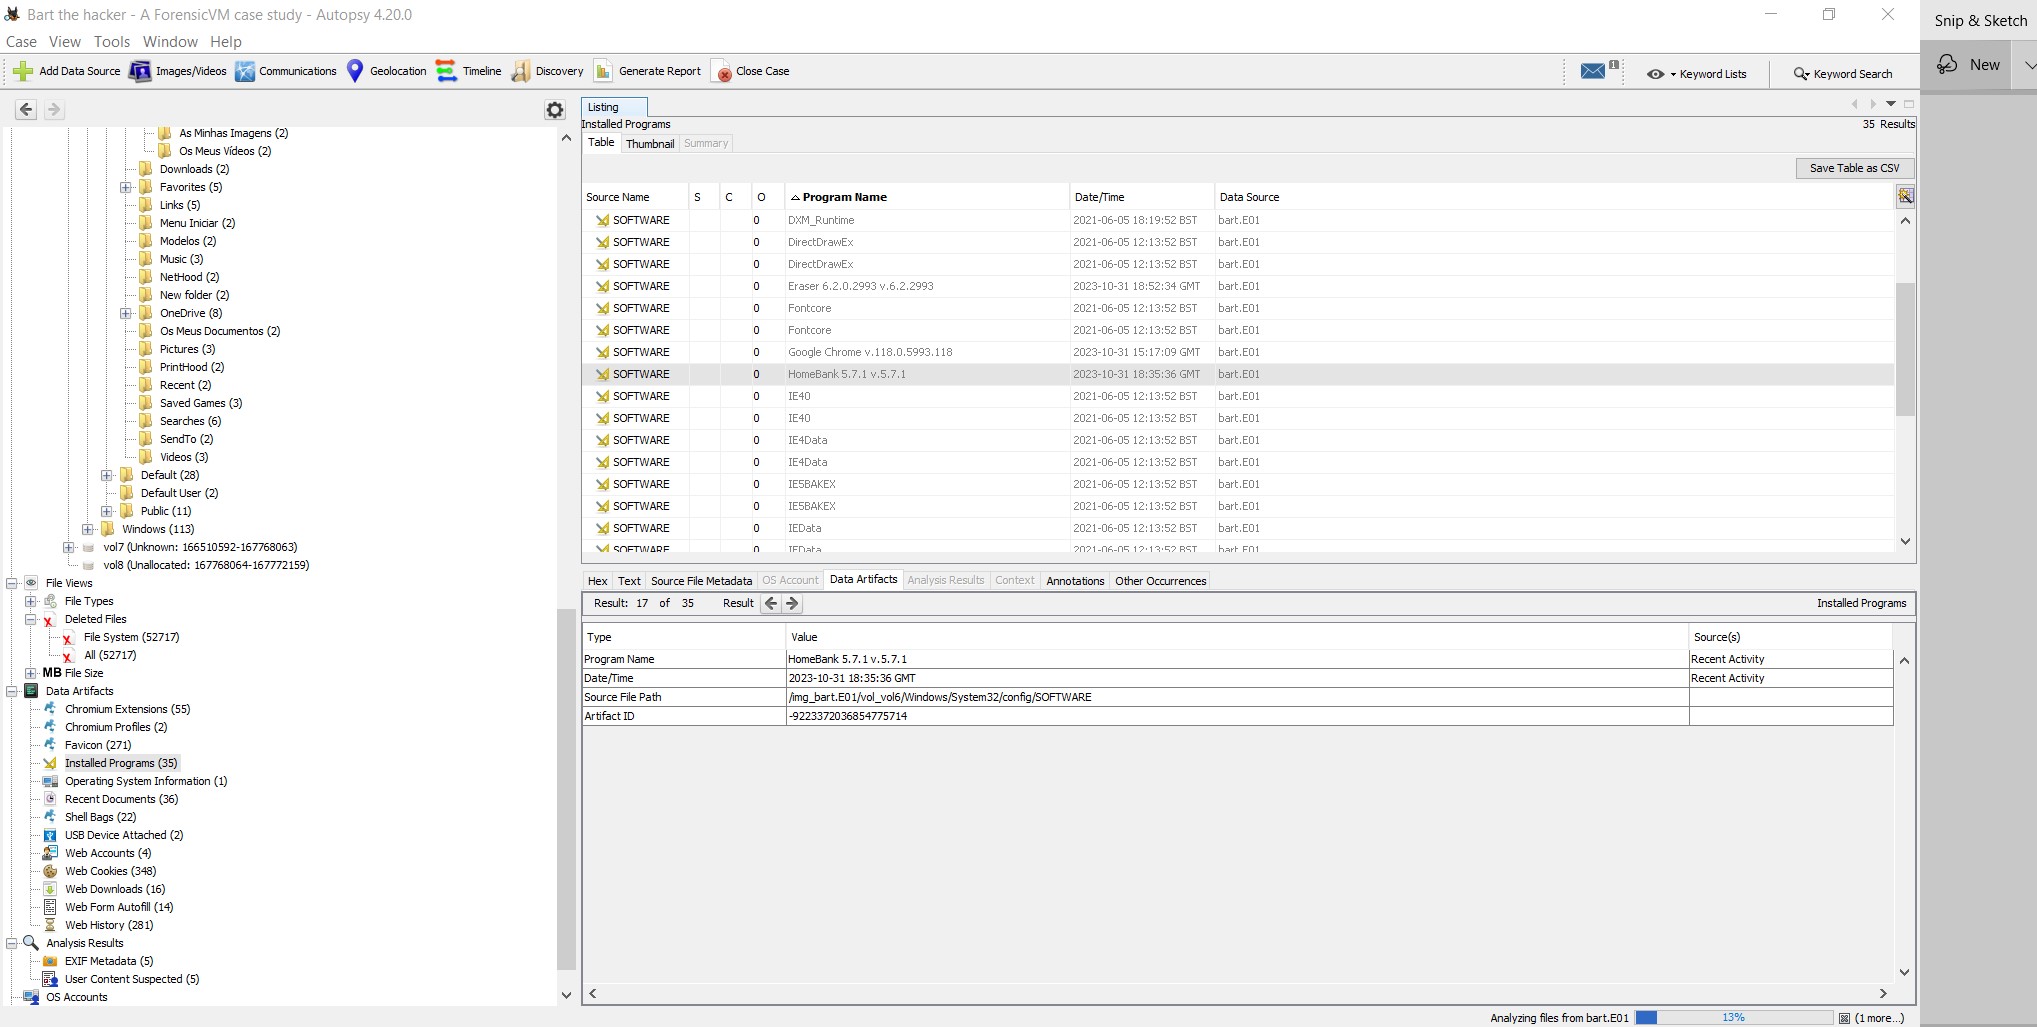 Bart the hacker - A ForensicVM case study - Autopsy 4.20.0
Snip & Sketch
Case View Tools Window Help
Add Data Source Images/Videos Communications Geolocation Timeline Discovery Generate Report Close Case
1 Keyword Lists Keyword Search
New
As Minhas Imagens (2)
Os Meus Vídeos (2)
Downloads (2)
Favorites (5)
Links (5)
Menu Iniciar (2)
Modelos (2)
Music (3)
NetHood (2)
New folder (2)
OneDrive (8)
Os Meus Documentos (2)
Pictures (3)
PrintHood (2)
Recent (2)
Saved Games (3)
Searches (6)
SendTo (2)
Videos (3)
Default (28)
Default User (2)
Public (11)
Windows (113)
vol7 (Unknown: 166510592-167768063)
vol8 (Unallocated: 167768064-167772159)
File Views
File Types
Deleted Files
File System (52717)
All (52717)
MB File Size
Data Artifacts
Chromium Extensions (55)
Chromium Profiles (2)
Favicon (271)
Installed Programs (35)
Operating System Information (1)
Recent Documents (36)
Shell Bags (22)
USB Device Attached (2)
Web Accounts (4)
Web Cookies (348)
Web Downloads (16)
Web Form Autofill (14)
Web History (281)
Analysis Results
EXIF Metadata (5)
User Content Suspected (5)
OS Accounts
Listing
Installed Programs
35 Results
Table Thumbnail Summary
Save Table as CSV
Source Name S C O Program Name Date/Time Data Source
SOFTWARE 0 DXM_Runtime 2021-06-05 18:19:52 BST bart.E01
SOFTWARE 0 DirectDrawEx 2021-06-05 12:13:52 BST bart.E01
SOFTWARE 0 DirectDrawEx 2021-06-05 12:13:52 BST bart.E01
SOFTWARE 0 Eraser 6.2.0.2993 v.6.2.2993 2023-10-31 18:52:34 GMT bart.E01
SOFTWARE 0 Fontcore 2021-06-05 12:13:52 BST bart.E01
SOFTWARE 0 Fontcore 2021-06-05 12:13:52 BST bart.E01
SOFTWARE 0 Google Chrome v.118.0.5993.118 2023-10-31 15:17:09 GMT bart.E01
SOFTWARE 0 HomeBank 5.7.1 v.5.7.1 2023-10-31 18:35:36 GMT bart.E01
SOFTWARE 0 IE40 2021-06-05 12:13:52 BST bart.E01
SOFTWARE 0 IE40 2021-06-05 12:13:52 BST bart.E01
SOFTWARE 0 IE4Data 2021-06-05 12:13:52 BST bart.E01
SOFTWARE 0 IE4Data 2021-06-05 12:13:52 BST bart.E01
SOFTWARE 0 IE5BAKEX 2021-06-05 12:13:52 BST bart.E01
SOFTWARE 0 IE5BAKEX 2021-06-05 12:13:52 BST bart.E01
SOFTWARE 0 IEData 2021-06-05 12:13:52 BST bart.E01
SOFTWARE 0 IEData 2021-06-05 12:13:52 BST bart.E01
Hex Text Source File Metadata OS Account Data Artifacts Analysis Results Context Annotations Other Occurrences
Result: 17 of 35 Result Installed Programs
Type Value Source(s)
Program Name HomeBank 5.7.1 v.5.7.1 Recent Activity
Date/Time 2023-10-31 18:35:36 GMT Recent Activity
Source File Path /img_bart.E01/vol_vol6/Windows/System32/config/SOFTWARE
Artifact ID -9223372036854775714
Analyzing files from bart.E01 13% (1 more...)